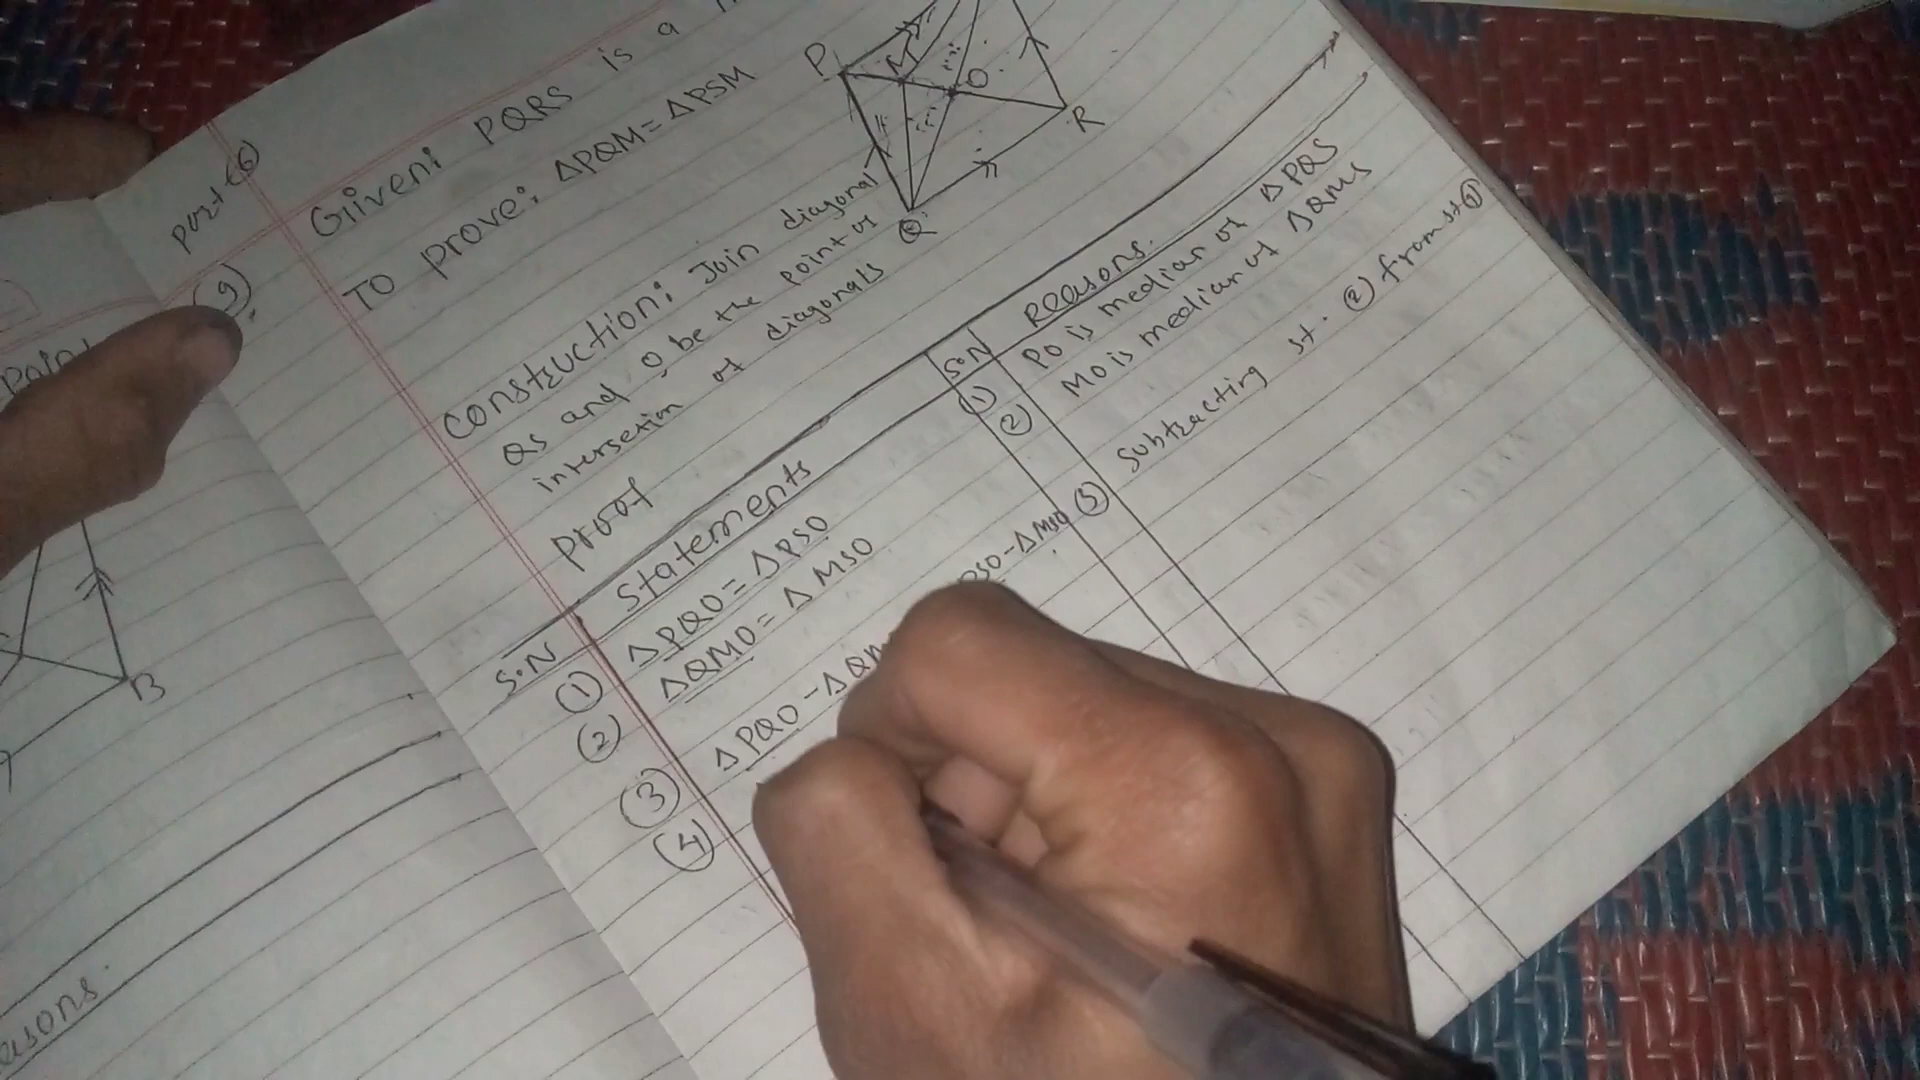 part (6)
9)
Given: PQRS is a
TO prove: ΔPQM = ΔPSM
P
M
O
R
Q
Construction: Join diagonal
QS and O be the point of
intersetion of diagonals
proof
S.N Statements S.N Reasons.
(1) ΔPQO = ΔPSO (1) PO is median of ΔPQS
(2) ΔQMO = ΔMSO (2) MO is median of ΔQMS
(3) ΔPQO - ΔQM PSO - ΔMSO (3) Subtracting st. (2) from st (1)
(4)
B
asons.